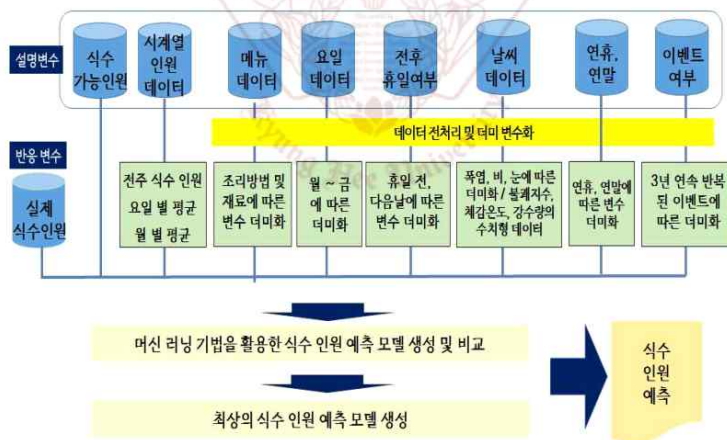 설명변수
식수
가능인원
시계열
인원
데이터
메뉴
데이터
요일
데이터
전후
휴일여부
날씨
데이터
연휴,
연말
이벤트
여부
데이터 전처리 및 더미 변수화
반응 변수
실제
식수인원
전주 식수 인원
요일 별 평균
월 별 평균
조리방법 및
재료에 따른
변수 더미화
월 ~ 금
에 따른
더미화
휴일 전,
다음날에 따른
변수 더미화
폭염, 비, 눈에 따른
더미화 / 불쾌지수,
체감온도, 강수량의
수치형 데이터
연휴, 연말에
따른 변수
더미화
3년 연속 반복
된 이벤트에
따른 더미화
머신 러닝 기법을 활용한 식수 인원 예측 모델 생성 및 비교
최상의 식수 인원 예측 모델 생성
식수
인원
예측
Kyung Hee University